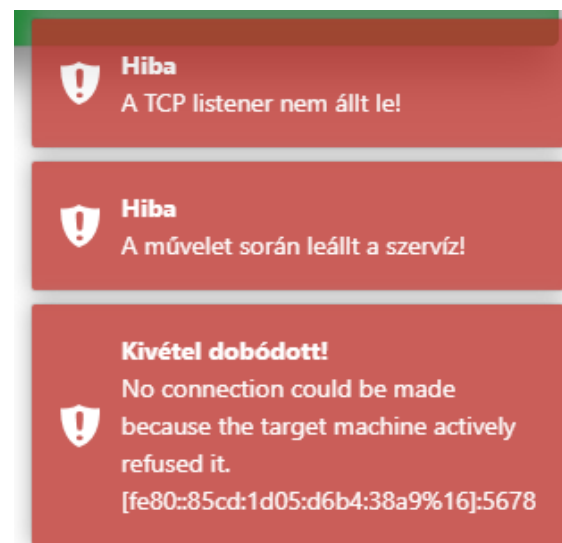 Hiba
A TCP listener nem állt le!
Hiba
A művelet során leállt a szervíz!
Kivétel dobódott!
No connection could be made
because the target machine actively
refused it.
[fe80::85cd:1d05:d6b4:38a9%16]:5678